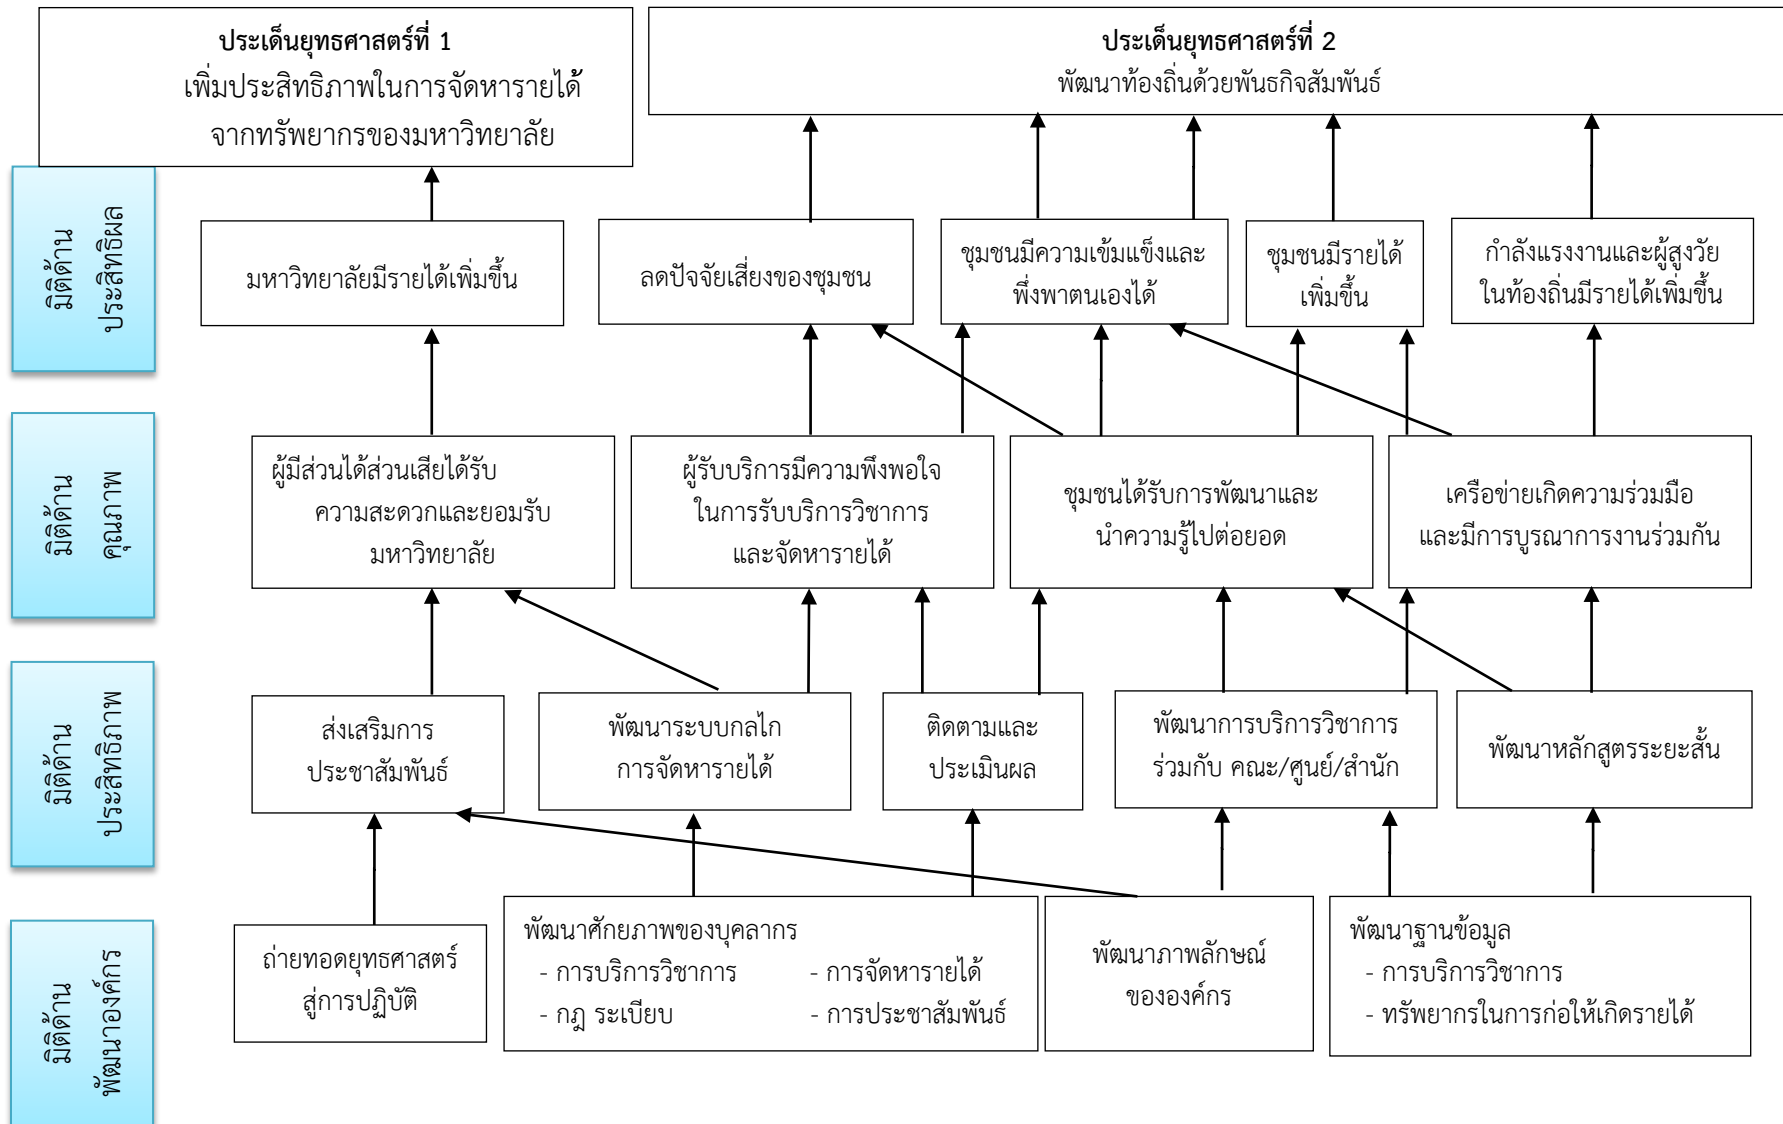 ประเด็นยุทธศาสตร์ที่ 1
เพิ่มประสิทธิภาพในการจัดหารายได้
จากทรัพยากรของมหาวิทยาลัย
ประเด็นยุทธศาสตร์ที่ 2
พัฒนาท้องถิ่นด้วยพันธกิจสัมพันธ์
มิติด้าน
ประสิทธิผล
มหาวิทยาลัยมีรายได้เพิ่มขึ้น
ลดปัจจัยเสี่ยงของชุมชน
ชุมชนมีความเข้มแข็งและ
พึ่งพาตนเองได้
ชุมชนมีรายได้
เพิ่มขึ้น
กำลังแรงงานและผู้สูงวัย
ในท้องถิ่นมีรายได้เพิ่มขึ้น
มิติด้าน
คุณภาพ
ผู้มีส่วนได้ส่วนเสียได้รับ
ความสะดวกและยอมรับ
มหาวิทยาลัย
ผู้รับบริการมีความพึงพอใจ
ในการรับบริการวิชาการ
และจัดหารายได้
ชุมชนได้รับการพัฒนาและ
นำความรู้ไปต่อยอด
เครือข่ายเกิดความร่วมมือ
และมีการบูรณาการงานร่วมกัน
มิติด้าน
ประสิทธิภาพ
ส่งเสริมการ
ประชาสัมพันธ์
พัฒนาระบบกลไก
การจัดหารายได้
ติดตามและ
ประเมินผล
พัฒนาการบริการวิชาการ
ร่วมกับ คณะ/ศูนย์/สำนัก
พัฒนาหลักสูตรระยะสั้น
มิติด้าน
พัฒนาองค์กร
ถ่ายทอดยุทธศาสตร์
สู่การปฏิบัติ
พัฒนาศักยภาพของบุคลากร
- การบริการวิชาการ - การจัดหารายได้
- กฎ ระเบียบ - การประชาสัมพันธ์
พัฒนาภาพลักษณ์
ขององค์กร
พัฒนาฐานข้อมูล
- การบริการวิชาการ
- ทรัพยากรในการก่อให้เกิดรายได้